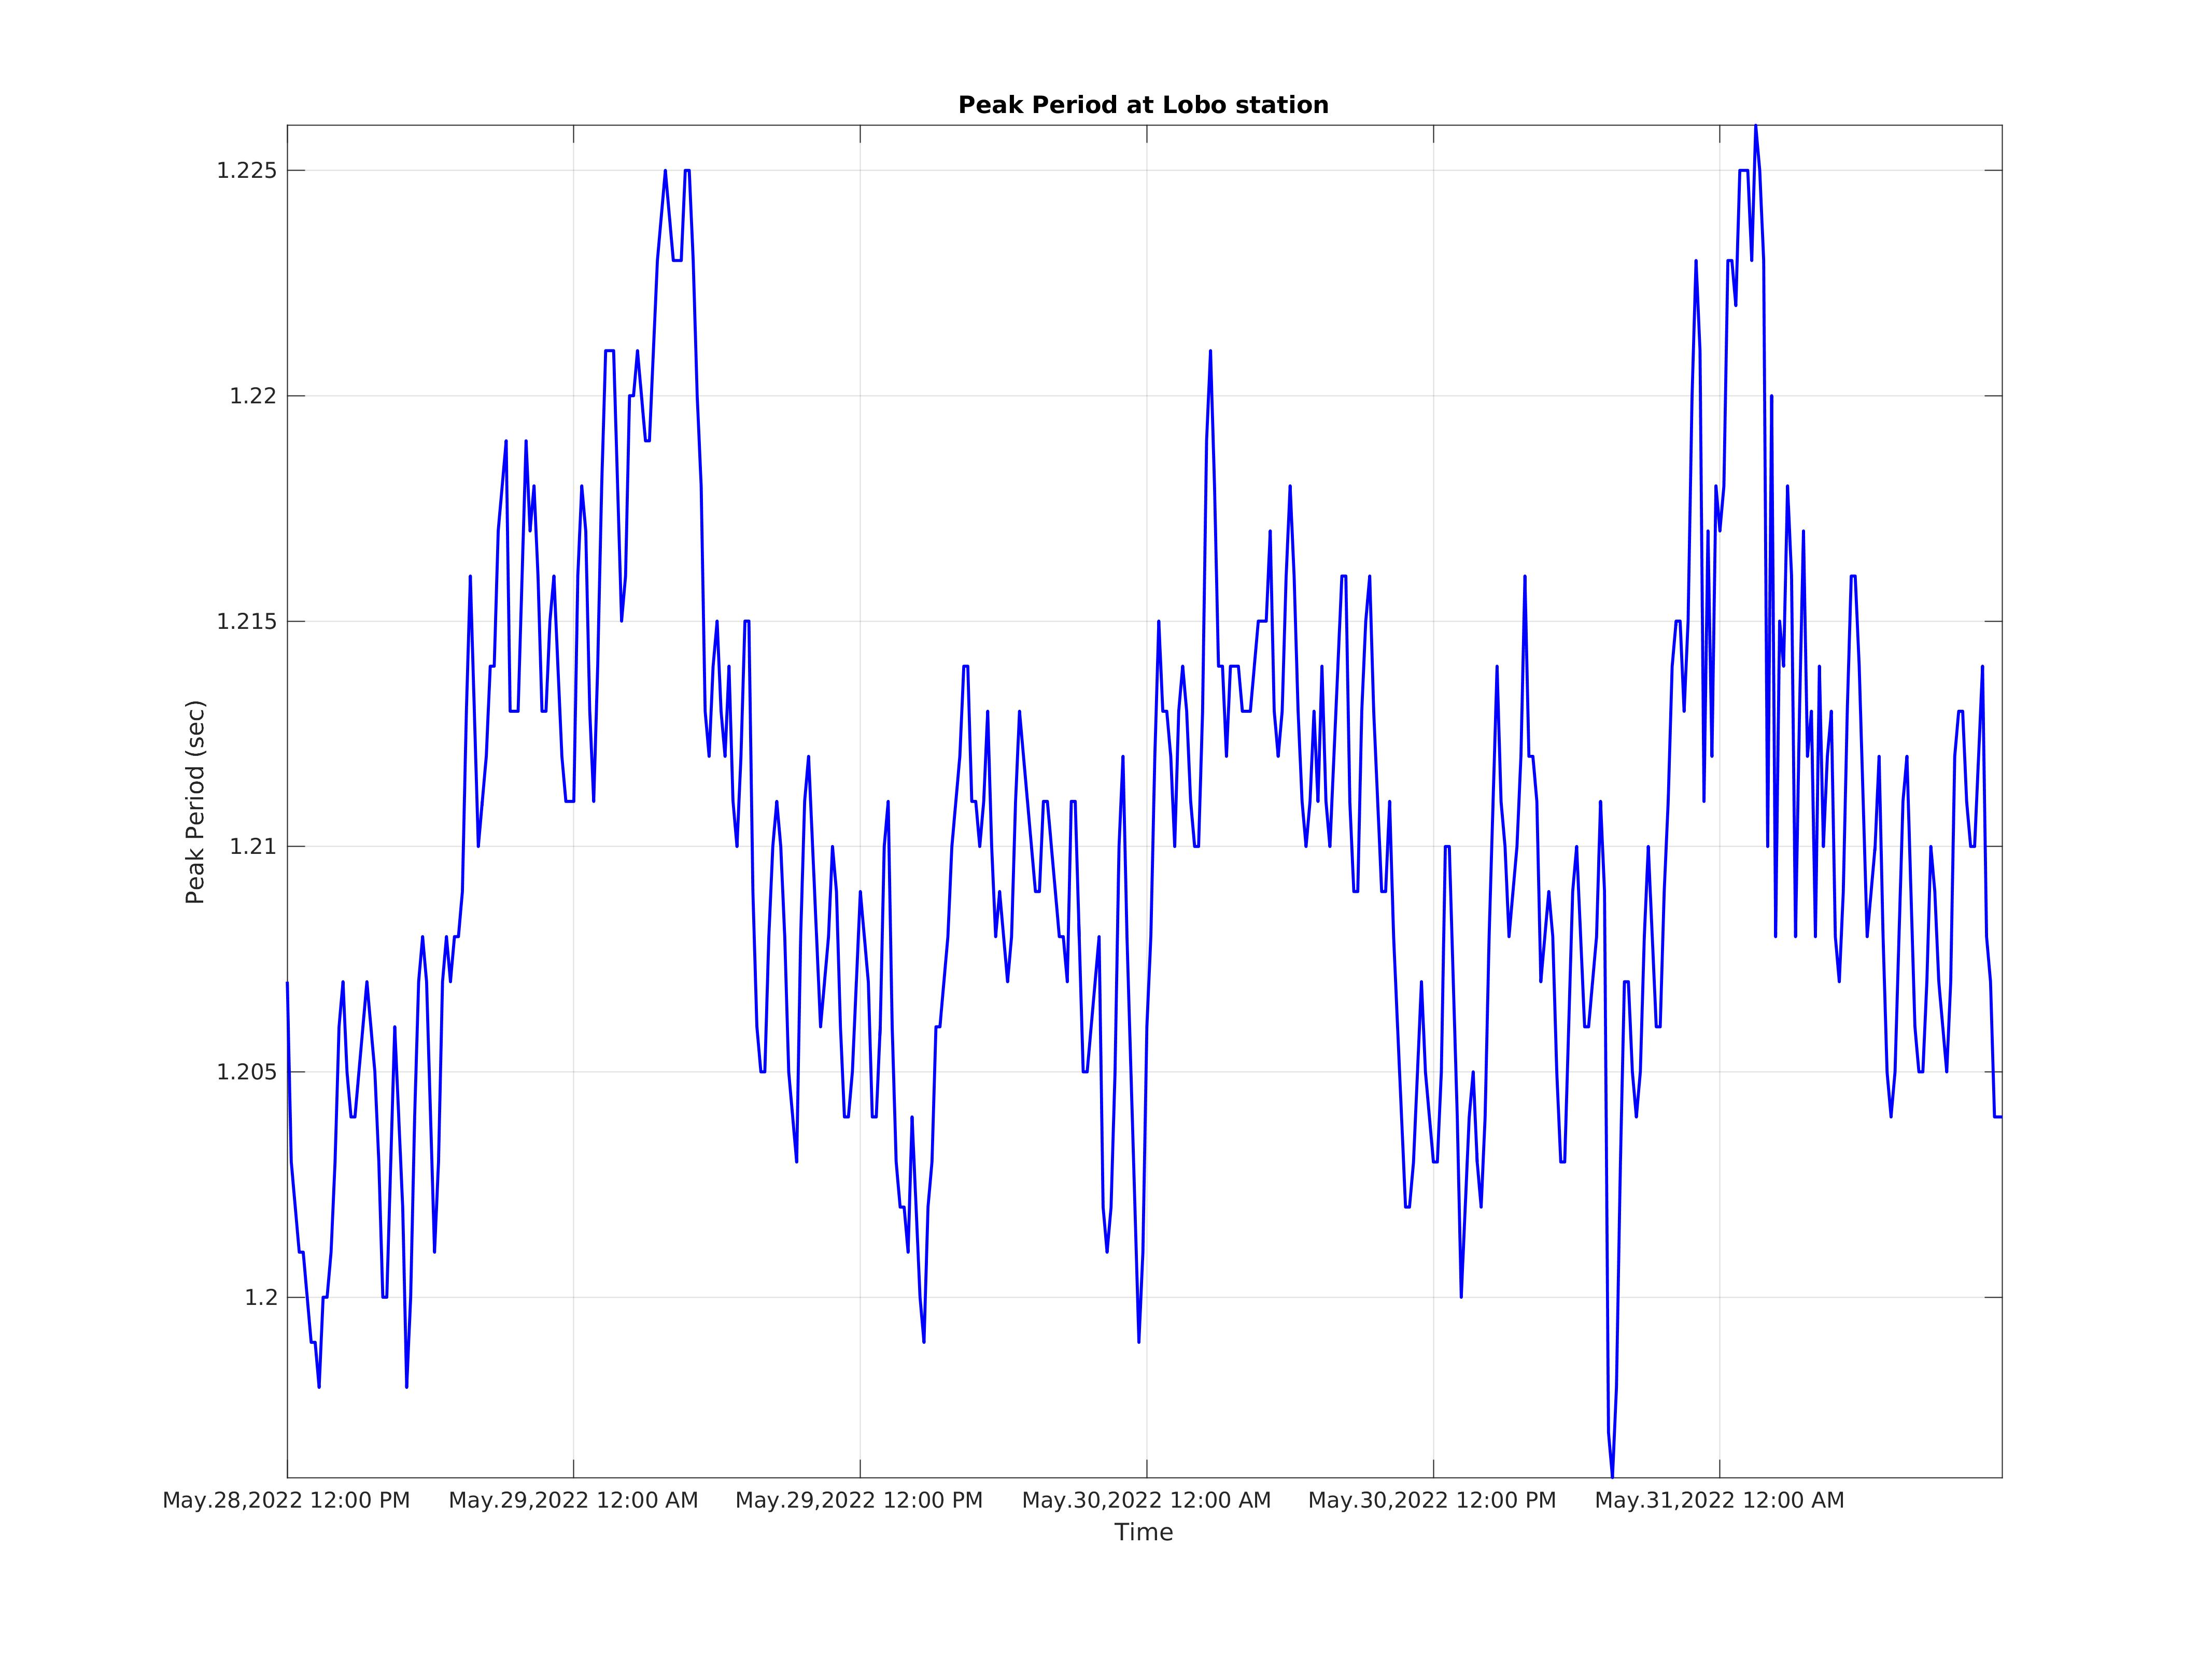 Peak Period at Lobo station
1.225
1.22
1.215
1.21
1.205
1.2
Peak Period (sec)
May.28,2022 12:00 PM
May.29,2022 12:00 AM
May.29,2022 12:00 PM
May.30,2022 12:00 AM
May.30,2022 12:00 PM
May.31,2022 12:00 AM
Time